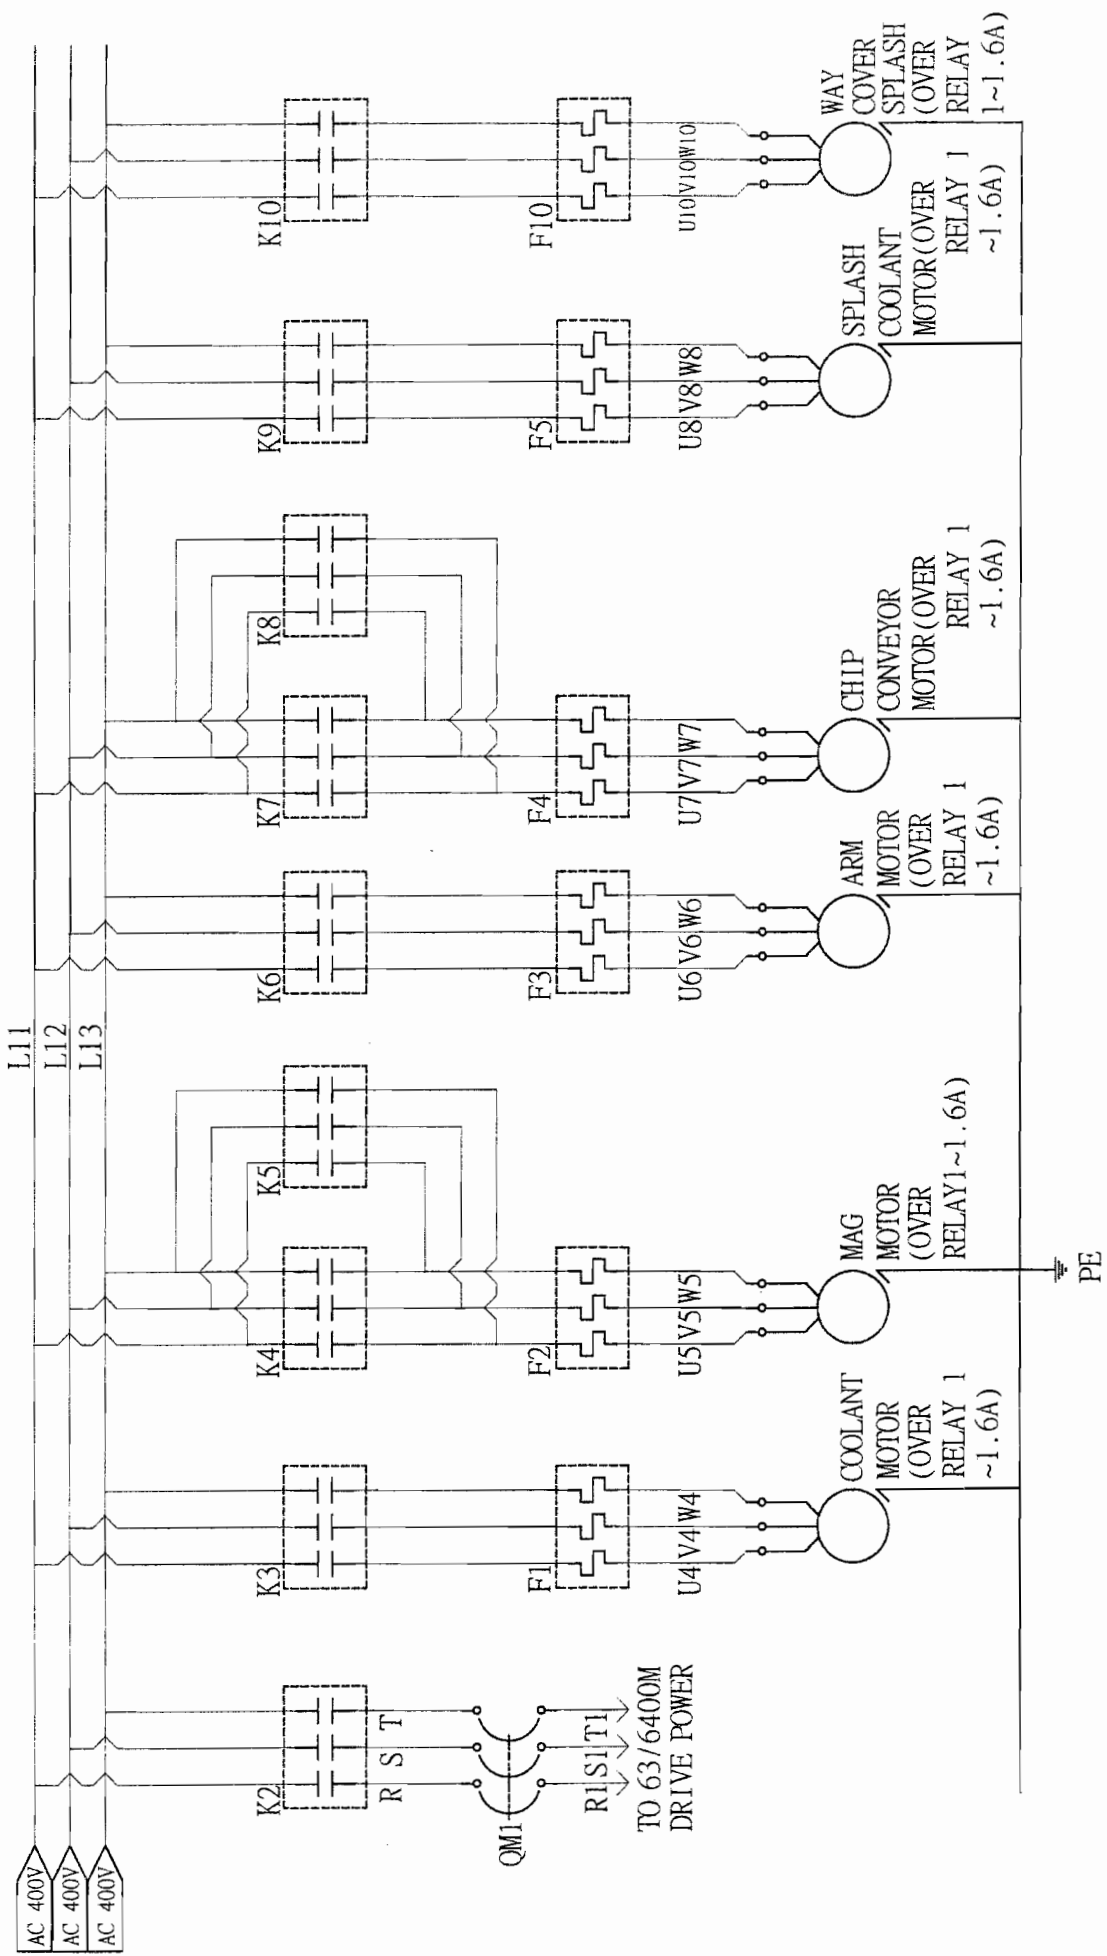 AC 400V
AC 400V
AC 400V
L11
L12
L13
K2
R S T
QM1
R1 S1 T1
TO 63/6400M
DRIVE POWER
K3
F1
U4 V4 W4
COOLANT
MOTOR
(OVER
RELAY 1
~1.6A)
K4
K5
F2
U5 V5 W5
MAG
MOTOR
(OVER
RELAY1~1.6A)
PE
K6
F3
U6 V6 W6
ARM
MOTOR
(OVER
RELAY 1
~1.6A)
K7
K8
F4
U7 V7 W7
CHIP
CONVEYOR
MOTOR(OVER
RELAY 1
~1.6A)
K9
F5
U8 V8 W8
SPLASH
COOLANT
MOTOR(OVER
RELAY 1
~1.6A)
K10
F10
U10V10W10
WAY
COVER
SPLASH
(OVER
RELAY
1~1.6A)